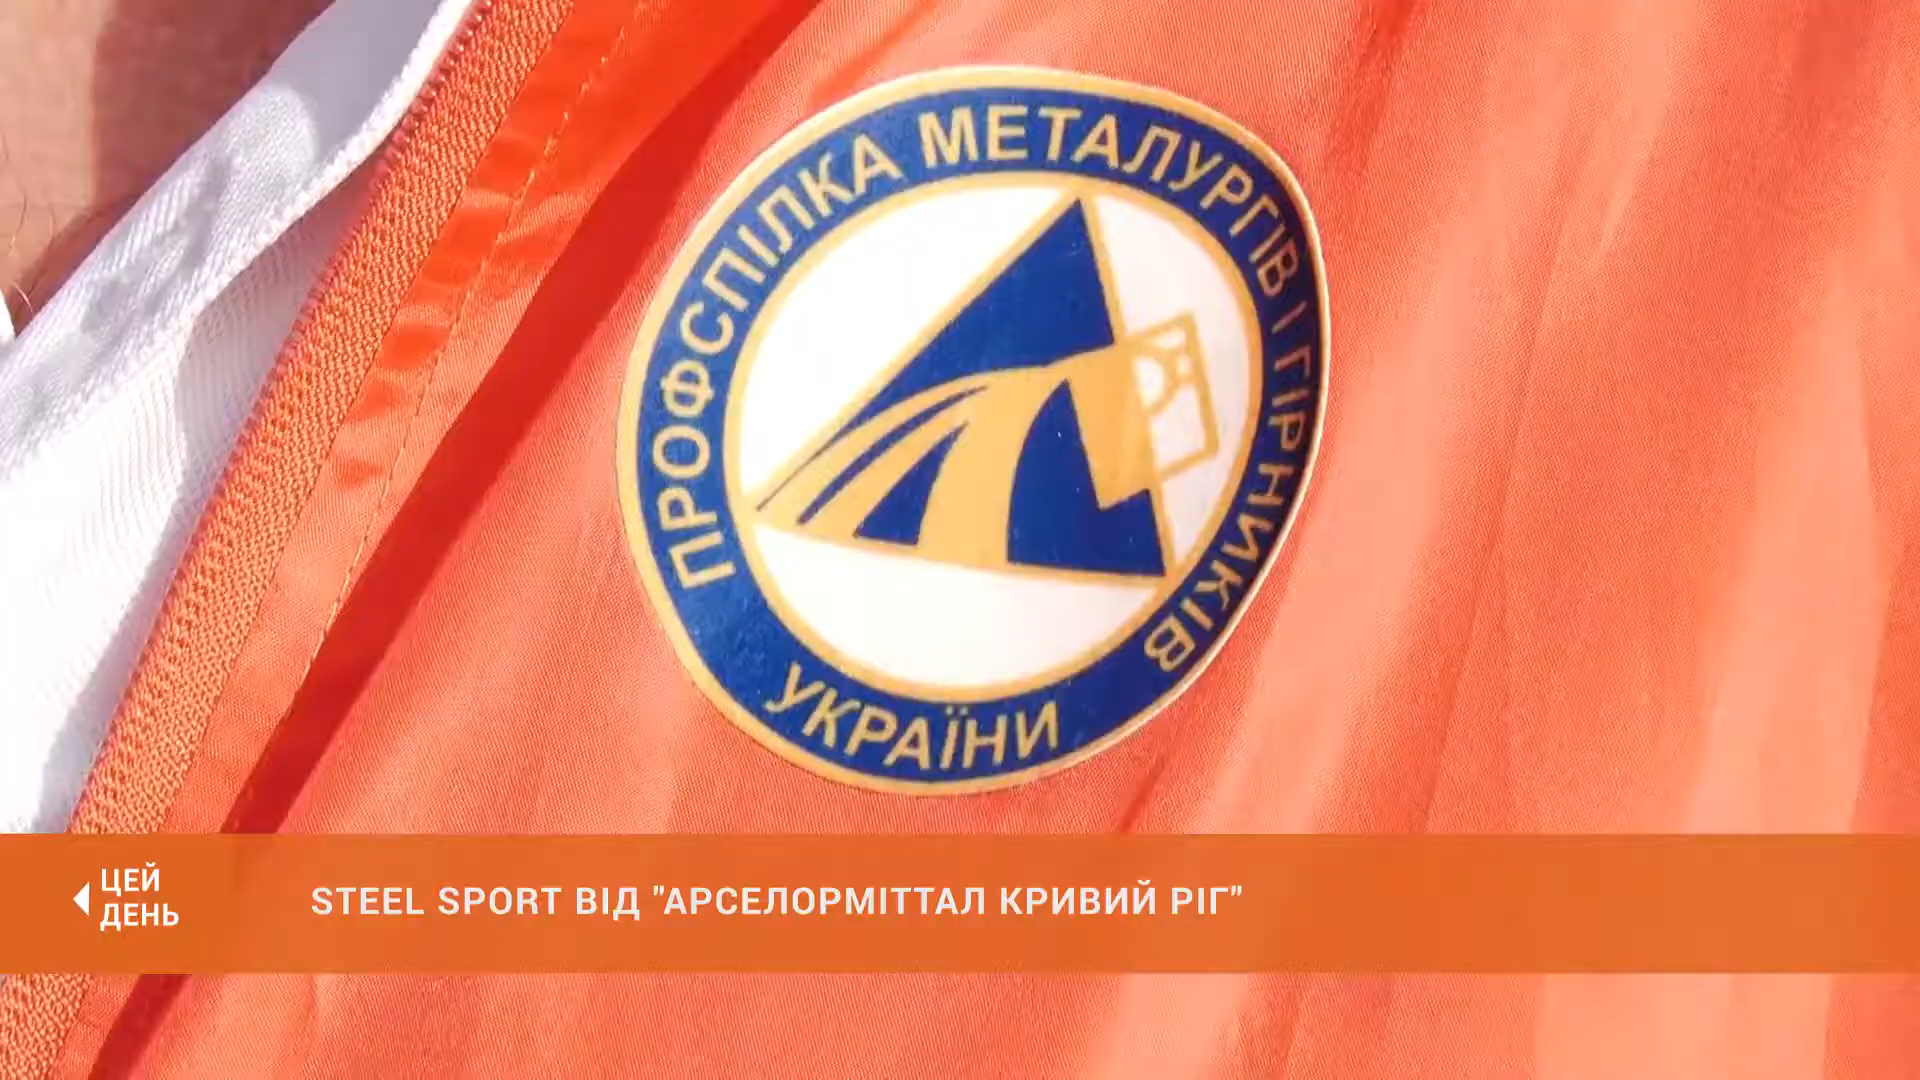 ПРОФСПІЛКА МЕТАЛУРГІВ І ГІРНИКІВ
УКРАЇНИ
ЦЕЙ
ДЕНЬ
STEEL SPORT ВІД "АРСЕЛОРМІТТАЛ КРИВИЙ РІГ"